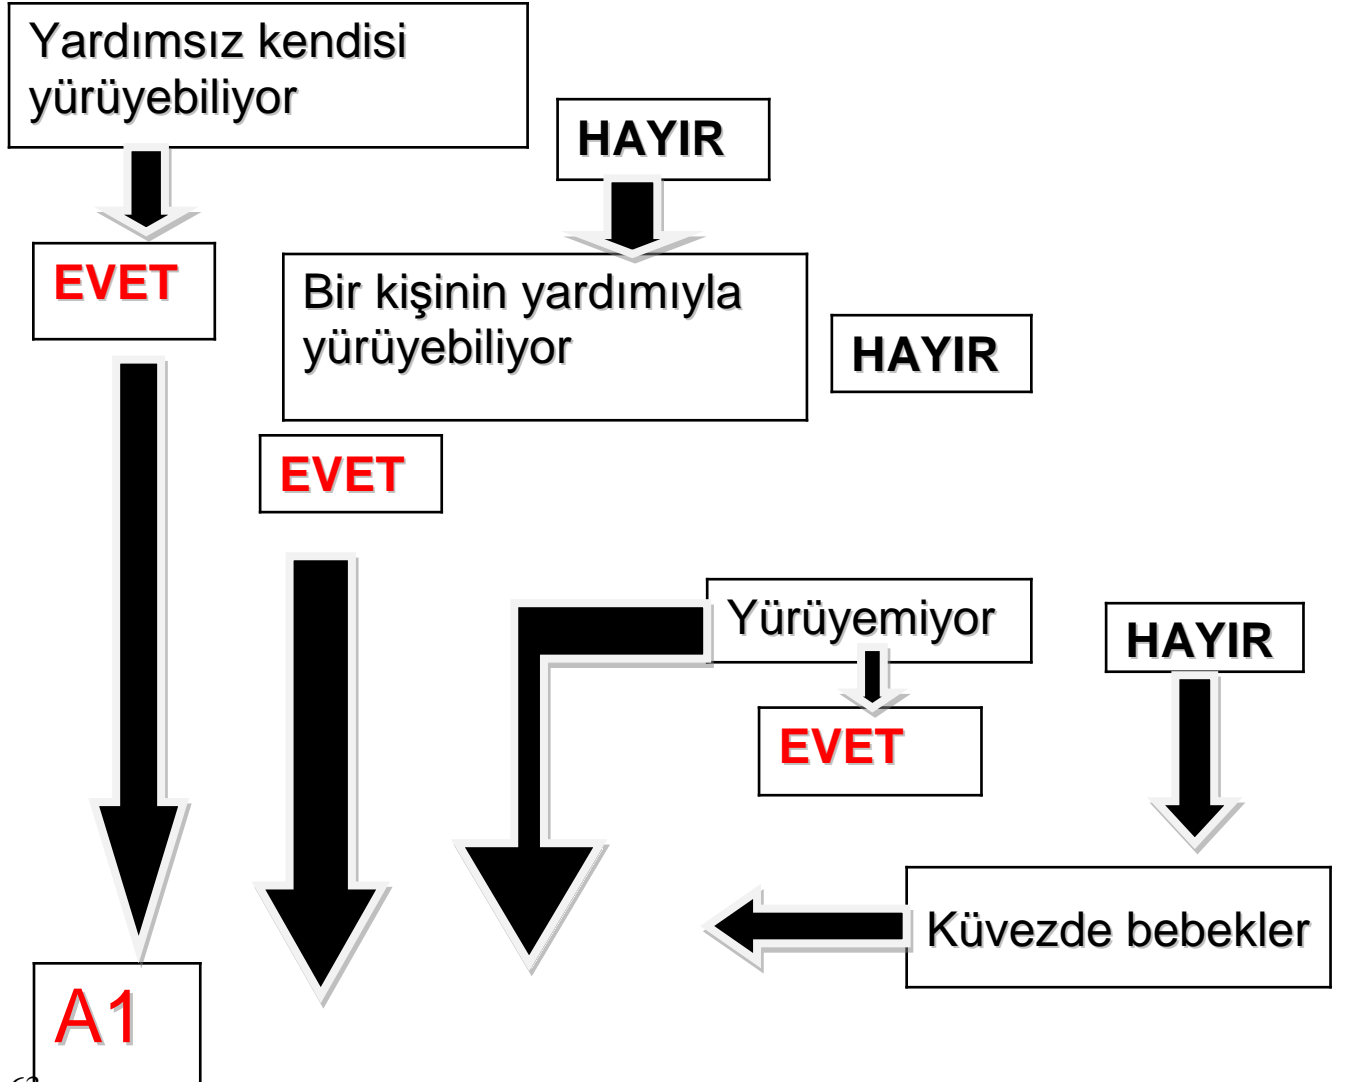 Yardımsız kendisi
yürüyebiliyor
HAYIR
EVET
Bir kişinin yardımıyla
yürüyebiliyor
HAYIR
EVET
Yürüyemiyor
HAYIR
EVET
Küvezde bebekler
A1